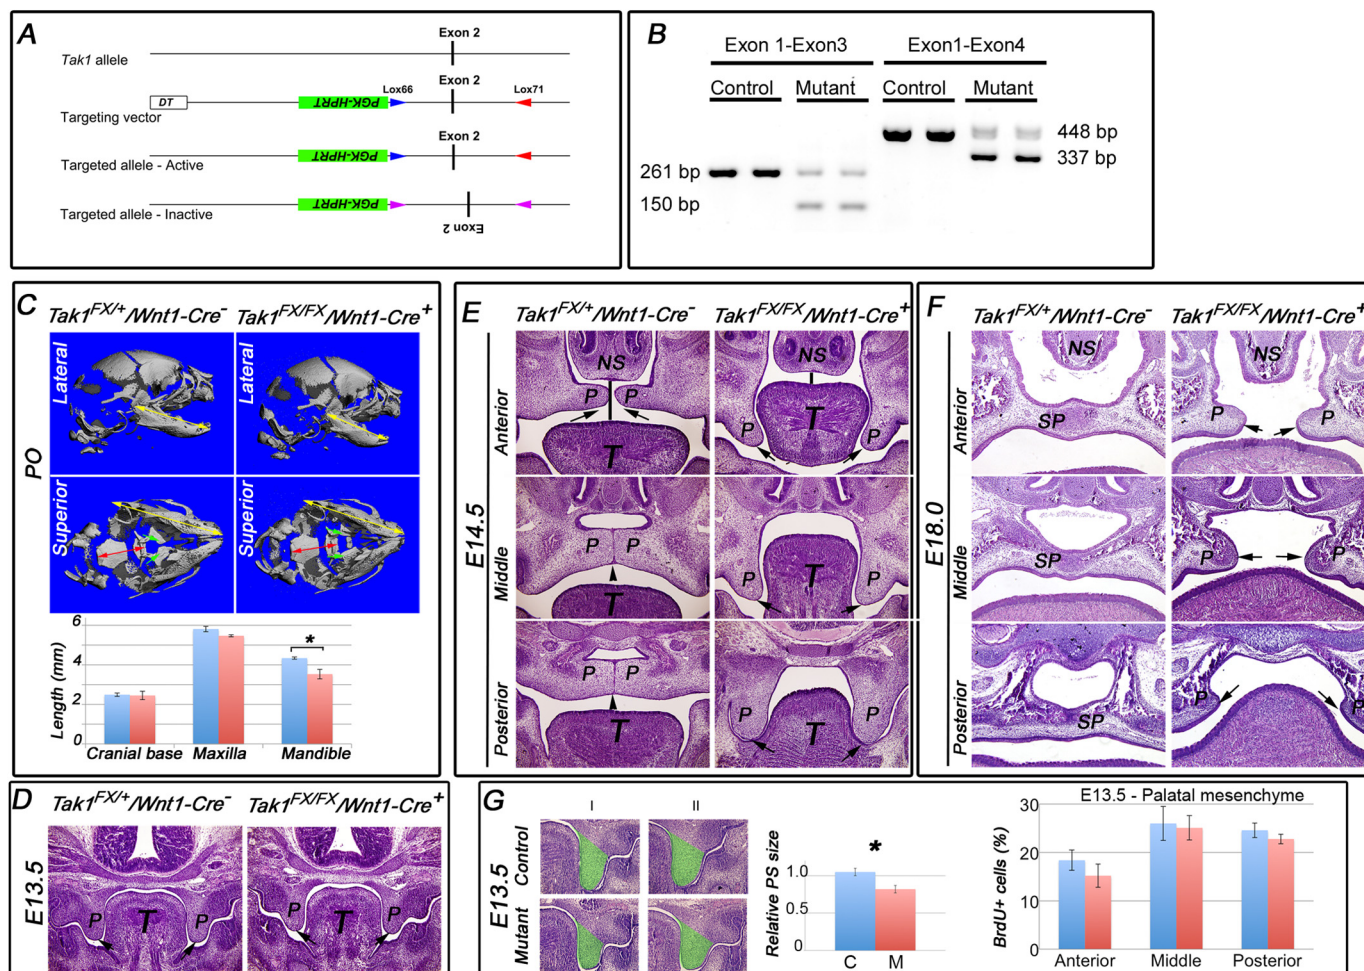 A
Exon 2
Tak1 allele
Exon 2
DT
PGK-HPRT
Lox66
Lox71
Targeting vector
Exon 2
PGK-HPRT
Targeted allele - Active
PGK-HPRT
Targeted allele - Inactive
Exon 2
B
Exon 1-Exon3
Exon1-Exon4
Control
Mutant
Control
Mutant
448 bp
337 bp
261 bp
150 bp
C
Tak1FX/+/Wnt1-Cre-
Tak1FX/FX/Wnt1-Cre+
PO
Lateral
Superior
Length (mm)
6
4
2
0
*
Cranial base
Maxilla
Mandible
E
Tak1FX/+/Wnt1-Cre-
Tak1FX/FX/Wnt1-Cre+
E14.5
Anterior
NS
P
P
T
NS
T
P
P
Middle
P
P
T
P
P
Posterior
P
P
T
P
P
T
F
Tak1FX/+/Wnt1-Cre-
Tak1FX/FX/Wnt1-Cre+
E18.0
Anterior
NS
SP
NS
P
P
Middle
SP
P
P
Posterior
SP
P
P
D
Tak1FX/+/Wnt1-Cre-
Tak1FX/FX/Wnt1-Cre+
E13.5
P
T
P
P
P
G
I
II
E13.5
Control
Mutant
Relative PS size
1.0
0.5
0
*
C
M
E13.5 - Palatal mesenchyme
BrdU+ cells (%)
30
20
10
0
Anterior
Middle
Posterior